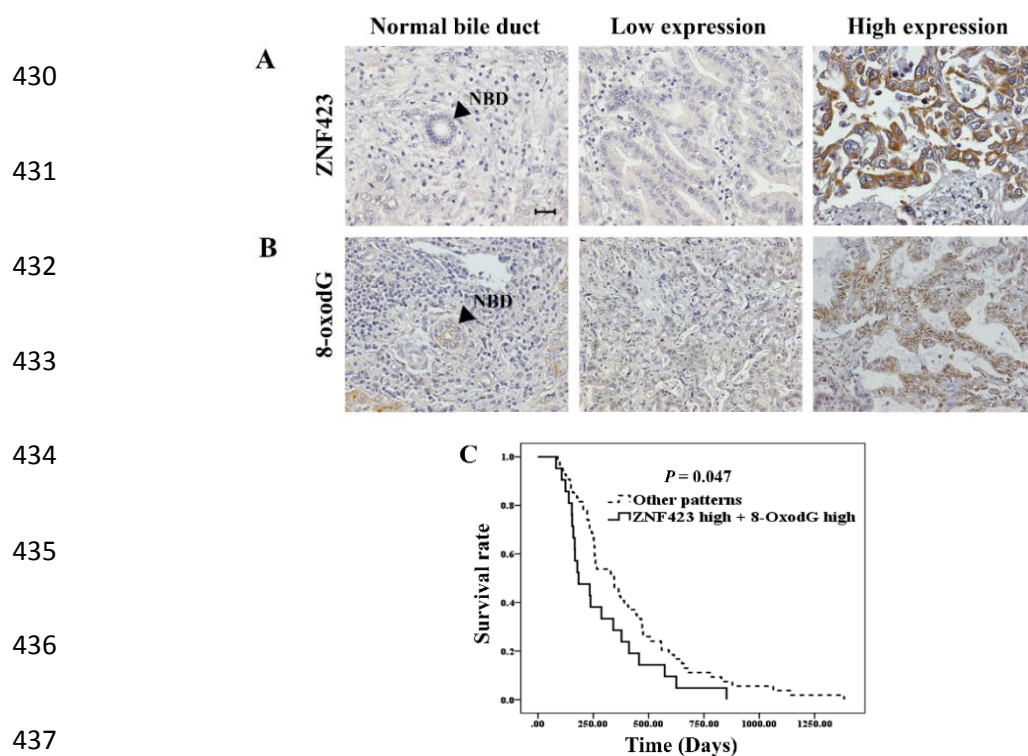 Normal bile duct Low expression High expression
A
430
NBD
ZNF423
431
B
432
NBD
8-oxodG
433
434
C
1.0
P = 0.047
Other patterns
ZNF423 high + 8-OxodG high
0.8
435
0.6
Survival rate
0.4
436
0.2
0.0
.00 250.00 500.00 750.00 1000.00 1250.00
437
Time (Days)